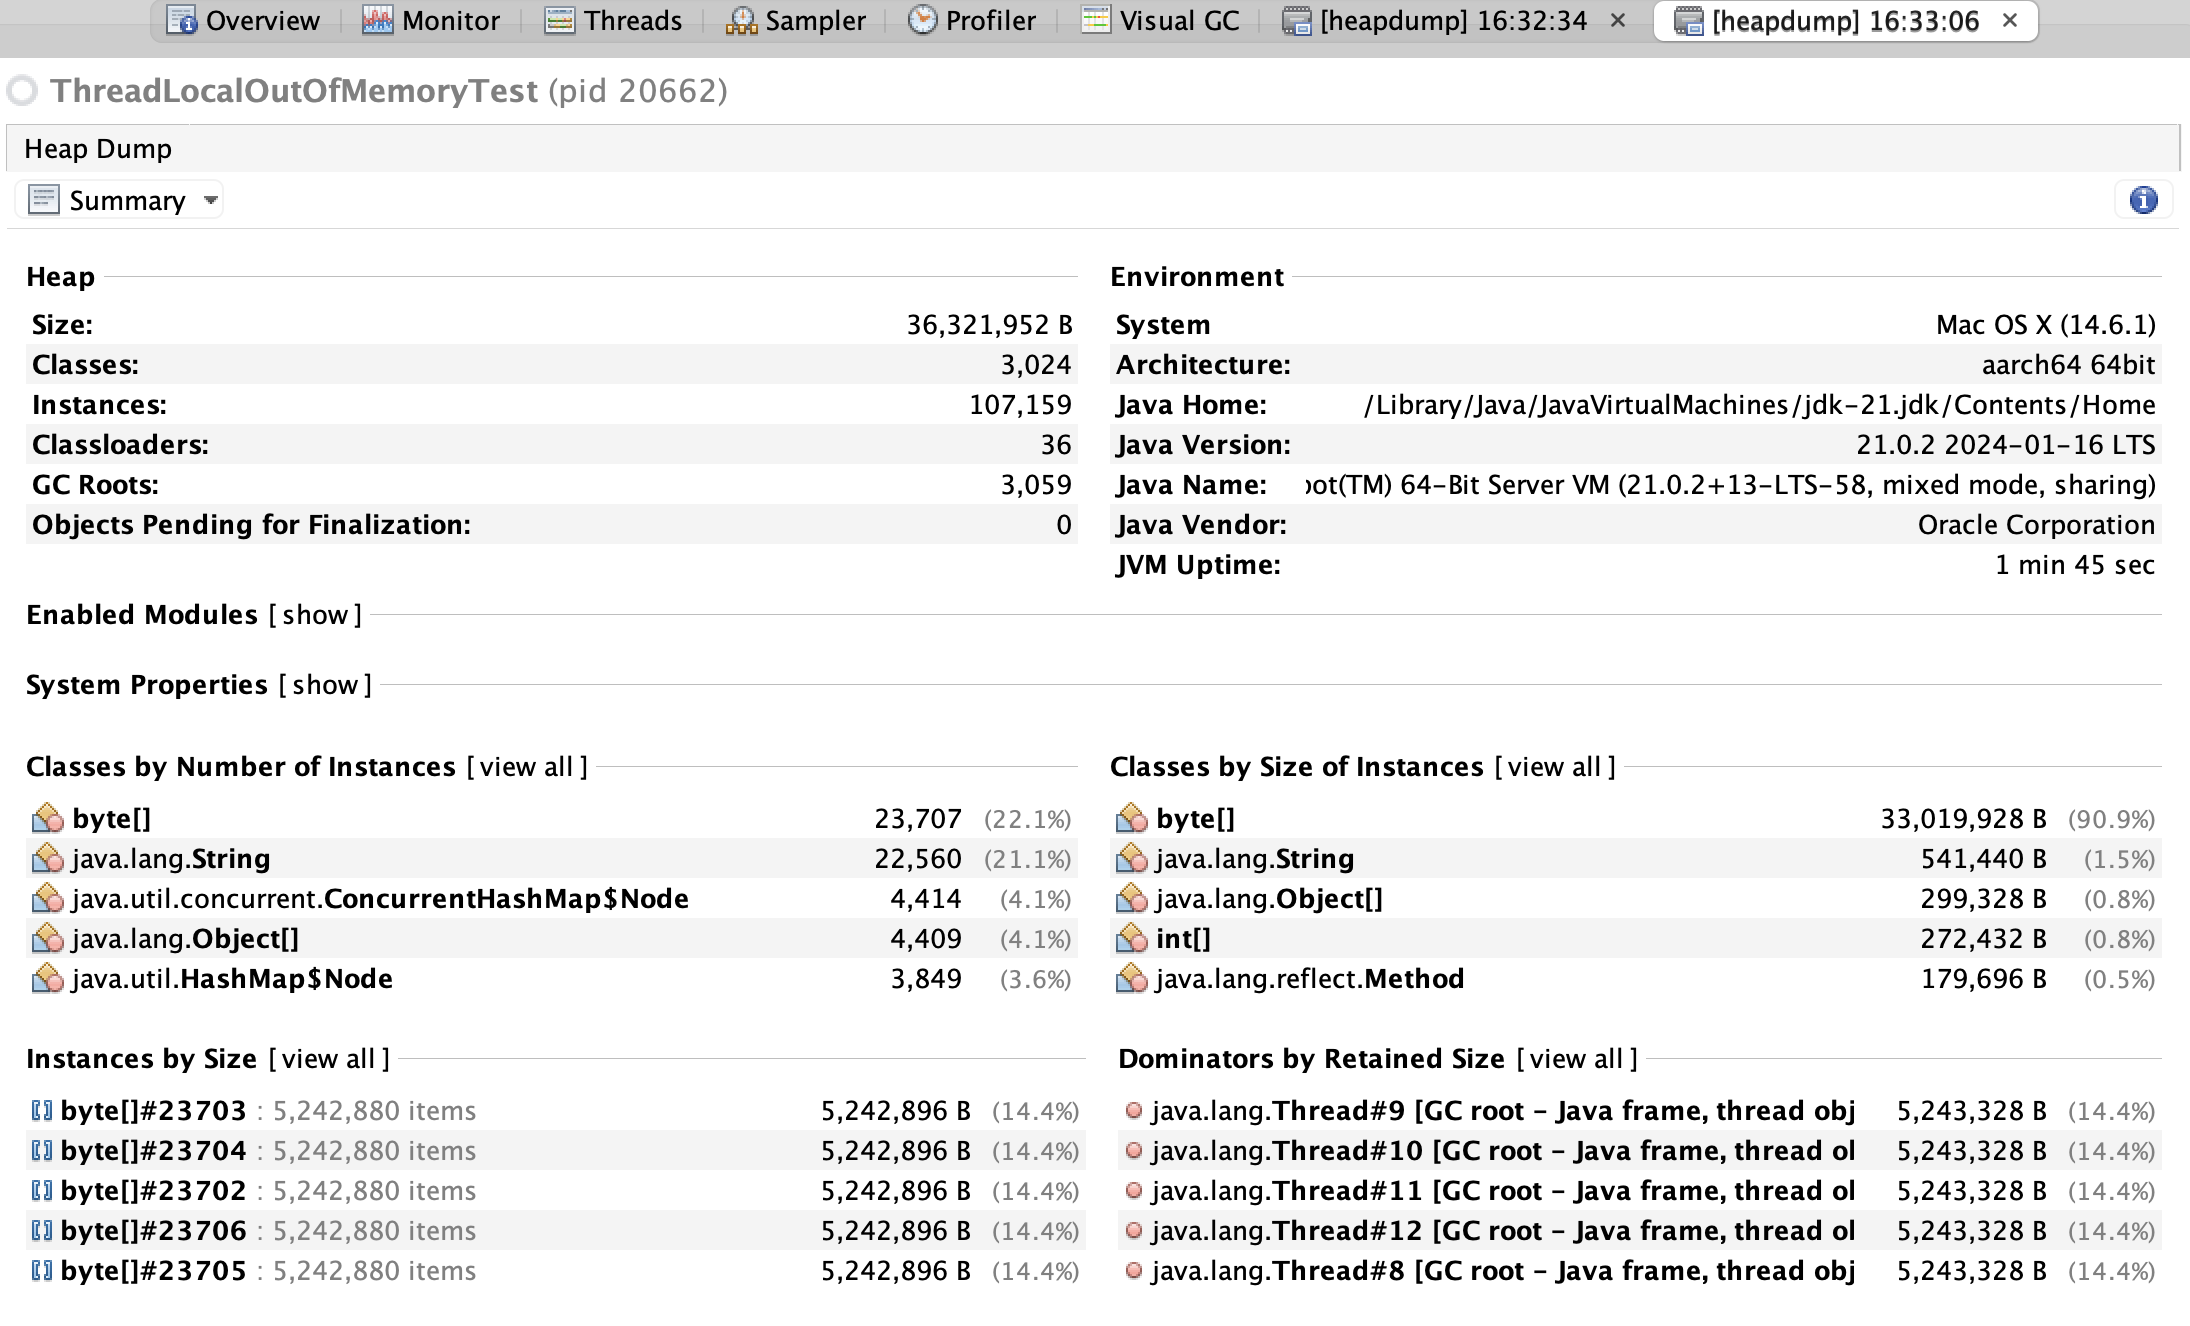 Overview Monitor Threads Sampler Profiler Visual GC [heapdump] 16:32:34 × [heapdump] 16:33:06 ×
ThreadLocalOutOfMemoryTest (pid 20662)
Heap Dump
Summary
Heap
Size: 36,321,952 B
Classes: 3,024
Instances: 107,159
Classloaders: 36
GC Roots: 3,059
Objects Pending for Finalization: 0
Environment
System Mac OS X (14.6.1)
Architecture: aarch64 64bit
Java Home: /Library/Java/JavaVirtualMachines/jdk-21.jdk/Contents/Home
Java Version: 21.0.2 2024-01-16 LTS
Java Name: ot(TM) 64-Bit Server VM (21.0.2+13-LTS-58, mixed mode, sharing)
Java Vendor: Oracle Corporation
JVM Uptime: 1 min 45 sec
Enabled Modules [show]
System Properties [show]
Classes by Number of Instances [view all]
byte[] 23,707 (22.1%)
java.lang.String 22,560 (21.1%)
java.util.concurrent.ConcurrentHashMap$Node 4,414 (4.1%)
java.lang.Object[] 4,409 (4.1%)
java.util.HashMap$Node 3,849 (3.6%)
Classes by Size of Instances [view all]
byte[] 33,019,928 B (90.9%)
java.lang.String 541,440 B (1.5%)
java.lang.Object[] 299,328 B (0.8%)
int[] 272,432 B (0.8%)
java.lang.reflect.Method 179,696 B (0.5%)
Instances by Size [view all]
byte[]#23703 : 5,242,880 items 5,242,896 B (14.4%)
byte[]#23704 : 5,242,880 items 5,242,896 B (14.4%)
byte[]#23702 : 5,242,880 items 5,242,896 B (14.4%)
byte[]#23706 : 5,242,880 items 5,242,896 B (14.4%)
byte[]#23705 : 5,242,880 items 5,242,896 B (14.4%)
Dominators by Retained Size [view all]
java.lang.Thread#9 [GC root - Java frame, thread obj 5,243,328 B (14.4%)
java.lang.Thread#10 [GC root - Java frame, thread ol 5,243,328 B (14.4%)
java.lang.Thread#11 [GC root - Java frame, thread ol 5,243,328 B (14.4%)
java.lang.Thread#12 [GC root - Java frame, thread ol 5,243,328 B (14.4%)
java.lang.Thread#8 [GC root - Java frame, thread obj 5,243,328 B (14.4%)